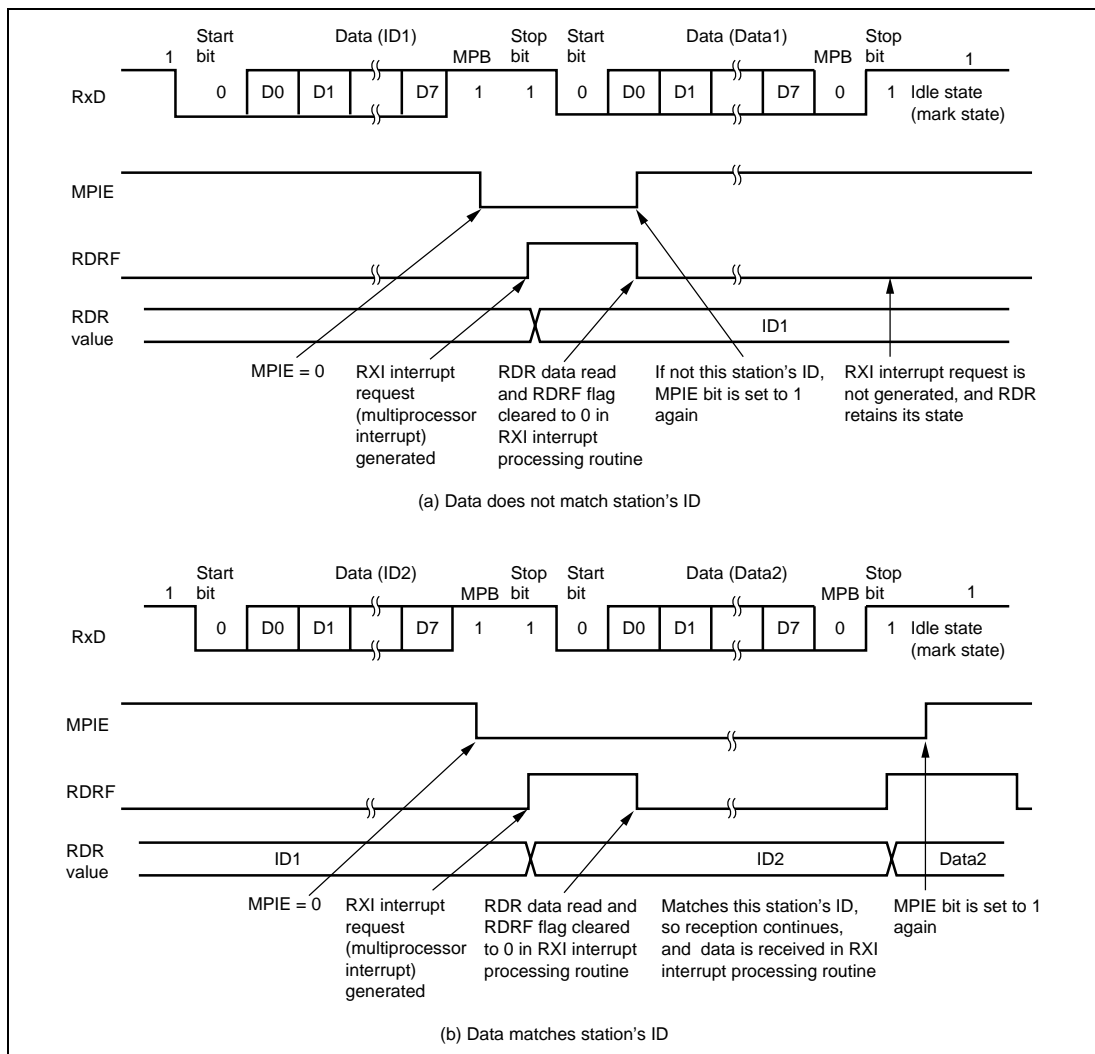 Start
bit
Data (ID1)
MPB
Stop
bit
Start
bit
Data (Data1)
MPB
Stop
bit
1
1
RxD
0 D0 D1 D7 1 1 0 D0 D1 D7 0 1 Idle state
(mark state)
MPIE
RDRF
RDR
value
ID1
MPIE = 0
RXI interrupt
request
(multiprocessor
interrupt)
generated
RDR data read
and RDRF flag
cleared to 0 in
RXI interrupt
processing routine
If not this station's ID,
MPIE bit is set to 1
again
RXI interrupt request is
not generated, and RDR
retains its state
(a) Data does not match station's ID
Start
bit
Data (ID2)
MPB
Stop
bit
Start
bit
Data (Data2)
MPB
Stop
bit
1
1
RxD
0 D0 D1 D7 1 1 0 D0 D1 D7 0 1 Idle state
(mark state)
MPIE
RDRF
RDR
value
ID1 ID2 Data2
MPIE = 0
RXI interrupt
request
(multiprocessor
interrupt)
generated
RDR data read and
RDRF flag cleared
to 0 in RXI interrupt
processing routine
Matches this station's ID,
so reception continues,
and data is received in RXI
interrupt processing routine
MPIE bit is set to 1
again
(b) Data matches station's ID